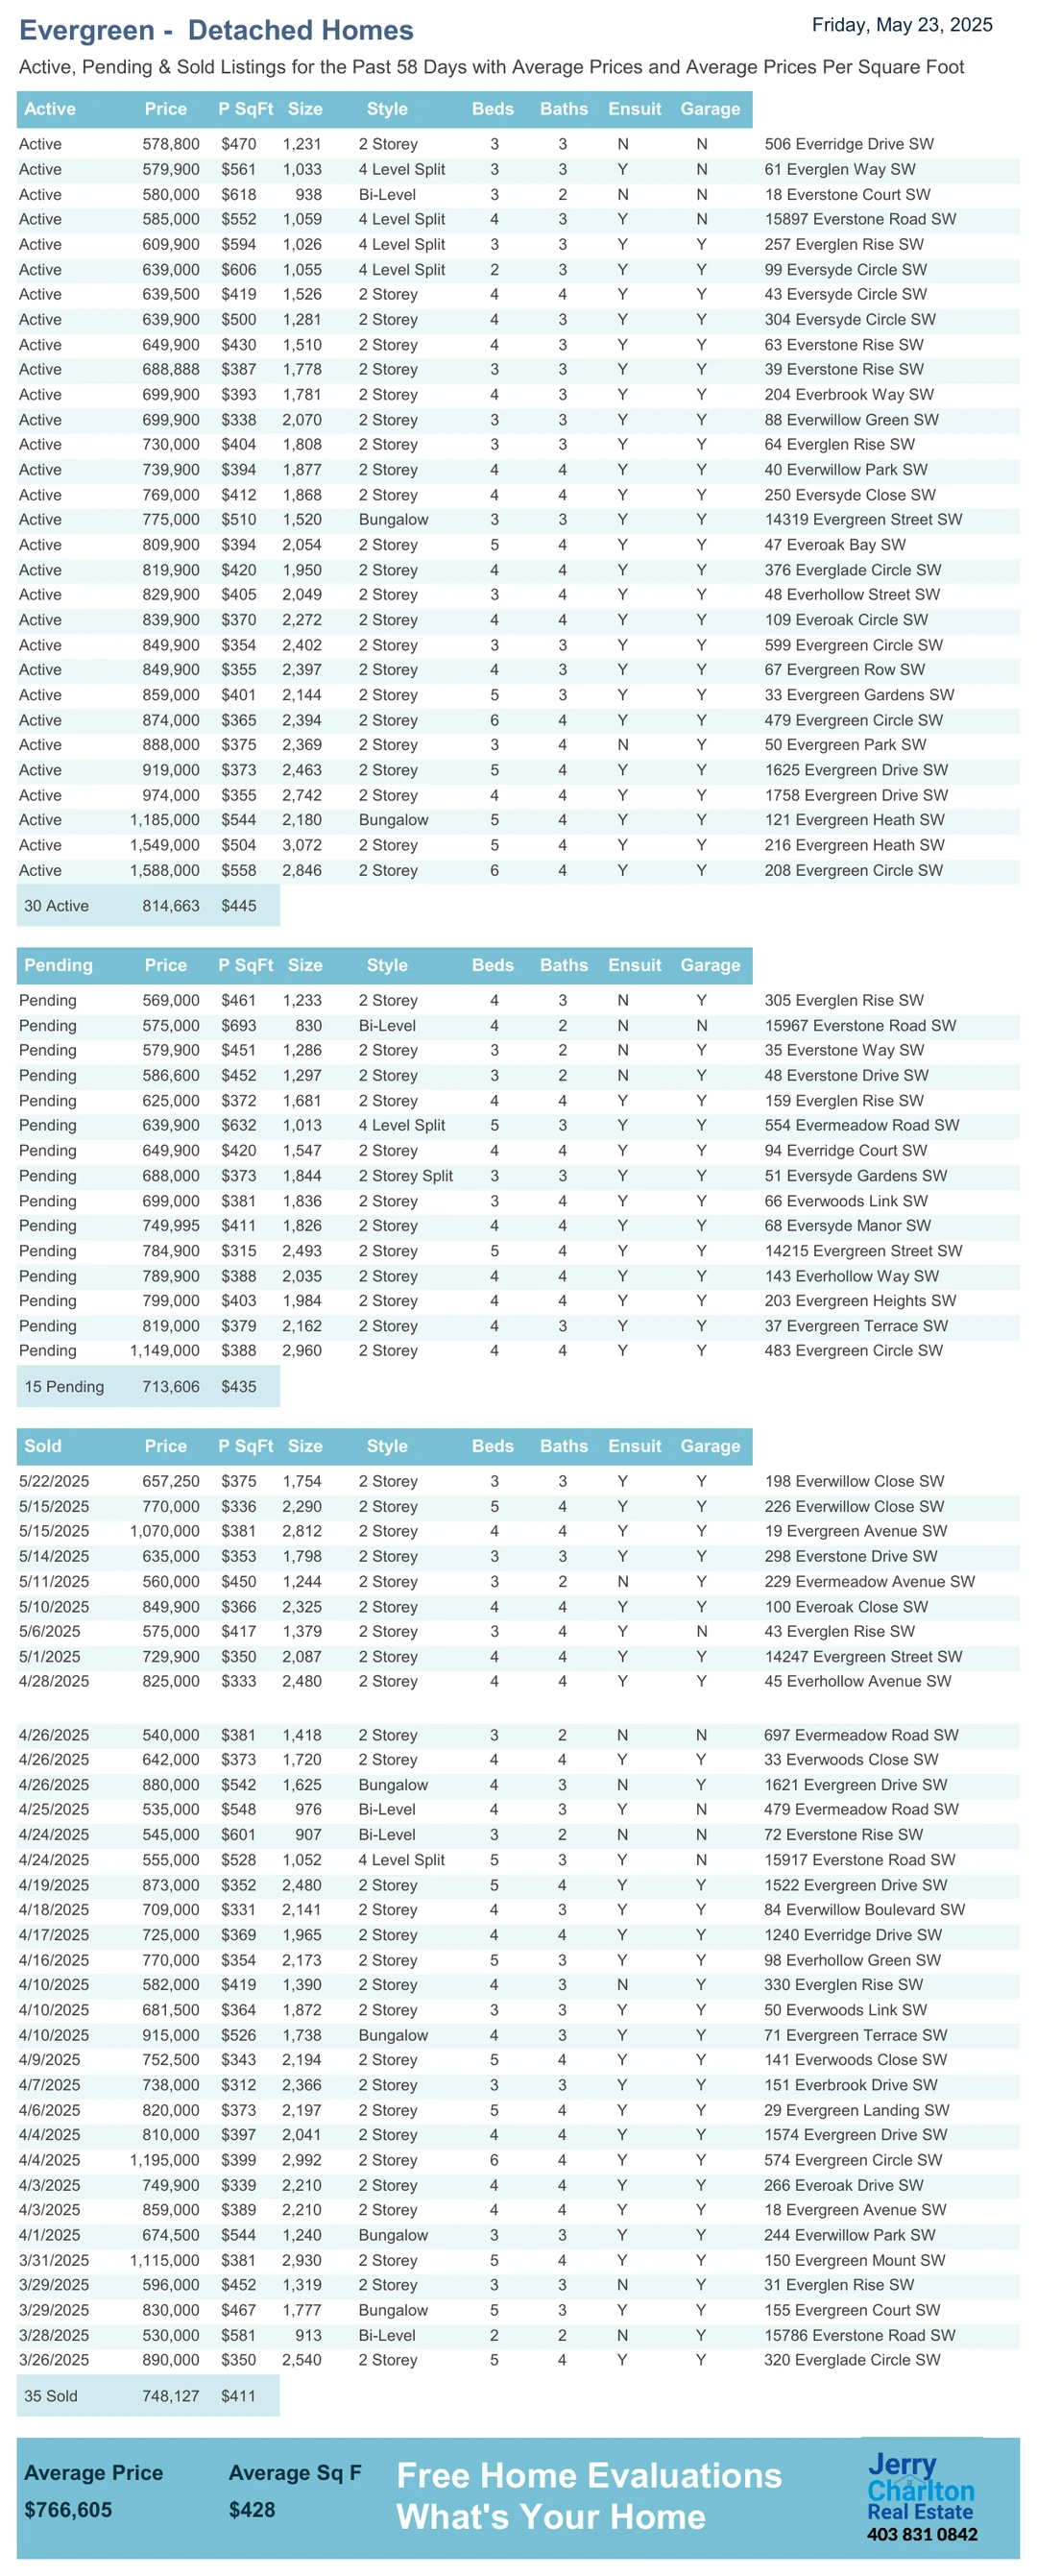 Evergreen - Detached Homes
Friday, May 23, 2025
Active, Pending & Sold Listings for the Past 58 Days with Average Prices and Average Prices Per Square Foot
Active Price P SqFt Size Style Beds Baths Ensuit Garage
Active 578,800 $470 1,231 2 Storey 3 3 N N 506 Everridge Drive SW
Active 579,900 $561 1,033 4 Level Split 3 3 Y N 61 Everglen Way SW
Active 580,000 $618 938 Bi-Level 3 2 N N 18 Everstone Court SW
Active 585,000 $552 1,059 4 Level Split 4 3 Y N 15897 Everstone Road SW
Active 609,900 $594 1,026 4 Level Split 3 3 Y Y 257 Everglen Rise SW
Active 639,000 $606 1,055 4 Level Split 2 3 Y Y 99 Eversyde Circle SW
Active 639,500 $419 1,526 2 Storey 4 4 Y Y 43 Eversyde Circle SW
Active 639,900 $500 1,281 2 Storey 4 3 Y Y 304 Eversyde Circle SW
Active 649,900 $430 1,510 2 Storey 4 3 Y Y 63 Everstone Rise SW
Active 688,888 $387 1,778 2 Storey 3 3 Y Y 39 Everstone Rise SW
Active 699,900 $393 1,781 2 Storey 4 3 Y Y 204 Everbrook Way SW
Active 699,900 $338 2,070 2 Storey 3 3 Y Y 88 Everwillow Green SW
Active 730,000 $404 1,808 2 Storey 3 3 Y Y 64 Everglen Rise SW
Active 739,900 $394 1,877 2 Storey 4 4 Y Y 40 Everwillow Park SW
Active 769,000 $412 1,868 2 Storey 4 4 Y Y 250 Eversyde Close SW
Active 775,000 $510 1,520 Bungalow 3 3 Y Y 14319 Evergreen Street SW
Active 809,900 $394 2,054 2 Storey 5 4 Y Y 47 Everoak Bay SW
Active 819,900 $420 1,950 2 Storey 4 4 Y Y 376 Everglade Circle SW
Active 829,900 $405 2,049 2 Storey 3 4 Y Y 48 Everhollow Street SW
Active 839,900 $370 2,272 2 Storey 4 4 Y Y 109 Everoak Circle SW
Active 849,900 $354 2,402 2 Storey 3 3 Y Y 599 Evergreen Circle SW
Active 849,900 $355 2,397 2 Storey 4 3 Y Y 67 Evergreen Row SW
Active 859,000 $401 2,144 2 Storey 5 3 Y Y 33 Evergreen Gardens SW
Active 874,000 $365 2,394 2 Storey 6 4 Y Y 479 Evergreen Circle SW
Active 888,000 $375 2,369 2 Storey 3 4 N Y 50 Evergreen Park SW
Active 919,000 $373 2,463 2 Storey 5 4 Y Y 1625 Evergreen Drive SW
Active 974,000 $355 2,742 2 Storey 4 4 Y Y 1758 Evergreen Drive SW
Active 1,185,000 $544 2,180 Bungalow 5 4 Y Y 121 Evergreen Heath SW
Active 1,549,000 $504 3,072 2 Storey 5 4 Y Y 216 Evergreen Heath SW
Active 1,588,000 $558 2,846 2 Storey 6 4 Y Y 208 Evergreen Circle SW
30 Active 814,663 $445
Pending Price P SqFt Size Style Beds Baths Ensuit Garage
Pending 569,000 $461 1,233 2 Storey 4 3 N Y 305 Everglen Rise SW
Pending 575,000 $693 830 Bi-Level 4 2 N N 15967 Everstone Road SW
Pending 579,900 $451 1,286 2 Storey 3 2 N Y 35 Everstone Way SW
Pending 586,600 $452 1,297 2 Storey 3 2 N Y 48 Everstone Drive SW
Pending 625,000 $372 1,681 2 Storey 4 4 Y Y 159 Everglen Rise SW
Pending 639,900 $632 1,013 4 Level Split 5 3 Y Y 554 Evermeadow Road SW
Pending 649,900 $420 1,547 2 Storey 4 4 Y Y 94 Everridge Court SW
Pending 688,000 $373 1,844 2 Storey Split 3 3 Y Y 51 Eversyde Gardens SW
Pending 699,000 $381 1,836 2 Storey 3 4 Y Y 66 Everwoods Link SW
Pending 749,995 $411 1,826 2 Storey 4 4 Y Y 68 Eversyde Manor SW
Pending 784,900 $315 2,493 2 Storey 5 4 Y Y 14215 Evergreen Street SW
Pending 789,900 $388 2,035 2 Storey 4 4 Y Y 143 Everhollow Way SW
Pending 799,000 $403 1,984 2 Storey 4 4 Y Y 203 Evergreen Heights SW
Pending 819,000 $379 2,162 2 Storey 4 3 Y Y 37 Evergreen Terrace SW
Pending 1,149,000 $388 2,960 2 Storey 4 4 Y Y 483 Evergreen Circle SW
15 Pending 713,606 $435
Sold Price P SqFt Size Style Beds Baths Ensuit Garage
5/22/2025 657,250 $375 1,754 2 Storey 3 3 Y Y 198 Everwillow Close SW
5/15/2025 770,000 $336 2,290 2 Storey 5 4 Y Y 226 Everwillow Close SW
5/15/2025 1,070,000 $381 2,812 2 Storey 4 4 Y Y 19 Evergreen Avenue SW
5/14/2025 635,000 $353 1,798 2 Storey 3 3 Y Y 298 Everstone Drive SW
5/11/2025 560,000 $450 1,244 2 Storey 3 2 N Y 229 Evermeadow Avenue SW
5/10/2025 849,900 $366 2,325 2 Storey 4 4 Y Y 100 Everoak Close SW
5/6/2025 575,000 $417 1,379 2 Storey 3 4 Y N 43 Everglen Rise SW
5/1/2025 729,900 $350 2,087 2 Storey 4 4 Y Y 14247 Evergreen Street SW
4/28/2025 825,000 $333 2,480 2 Storey 4 4 Y Y 45 Everhollow Avenue SW
4/26/2025 540,000 $381 1,418 2 Storey 3 2 N N 697 Evermeadow Road SW
4/26/2025 642,000 $373 1,720 2 Storey 4 4 Y Y 33 Everwoods Close SW
4/26/2025 880,000 $542 1,625 Bungalow 4 3 N Y 1621 Evergreen Drive SW
4/25/2025 535,000 $548 976 Bi-Level 4 3 Y N 479 Evermeadow Road SW
4/24/2025 545,000 $601 907 Bi-Level 3 2 N N 72 Everstone Rise SW
4/24/2025 555,000 $528 1,052 4 Level Split 5 3 Y N 15917 Everstone Road SW
4/19/2025 873,000 $352 2,480 2 Storey 5 4 Y Y 1522 Evergreen Drive SW
4/18/2025 709,000 $331 2,141 2 Storey 4 3 Y Y 84 Everwillow Boulevard SW
4/17/2025 725,000 $369 1,965 2 Storey 4 4 Y Y 1240 Everridge Drive SW
4/16/2025 770,000 $354 2,173 2 Storey 5 3 Y Y 98 Everhollow Green SW
4/10/2025 582,000 $419 1,390 2 Storey 4 3 N Y 330 Everglen Rise SW
4/10/2025 681,500 $364 1,872 2 Storey 3 3 Y Y 50 Everwoods Link SW
4/10/2025 915,000 $526 1,738 Bungalow 4 3 Y Y 71 Evergreen Terrace SW
4/9/2025 752,500 $343 2,194 2 Storey 5 4 Y Y 141 Everwoods Close SW
4/7/2025 738,000 $312 2,366 2 Storey 3 3 Y Y 151 Everbrook Drive SW
4/6/2025 820,000 $373 2,197 2 Storey 5 4 Y Y 29 Evergreen Landing SW
4/4/2025 810,000 $397 2,041 2 Storey 4 4 Y Y 1574 Evergreen Drive SW
4/4/2025 1,195,000 $399 2,992 2 Storey 6 4 Y Y 574 Evergreen Circle SW
4/3/2025 749,900 $339 2,210 2 Storey 4 4 Y Y 266 Everoak Drive SW
4/3/2025 859,000 $389 2,210 2 Storey 4 4 Y Y 18 Evergreen Avenue SW
4/1/2025 674,500 $544 1,240 Bungalow 3 3 Y Y 244 Everwillow Park SW
3/31/2025 1,115,000 $381 2,930 2 Storey 5 4 Y Y 150 Evergreen Mount SW
3/29/2025 596,000 $452 1,319 2 Storey 3 3 N Y 31 Everglen Rise SW
3/29/2025 830,000 $467 1,777 Bungalow 5 3 Y Y 155 Evergreen Court SW
3/28/2025 530,000 $581 913 Bi-Level 2 2 N Y 15786 Everstone Road SW
3/26/2025 890,000 $350 2,540 2 Storey 5 4 Y Y 320 Everglade Circle SW
35 Sold 748,127 $411
Average Price Average Sq F
$766,605 $428
Free Home Evaluations
What's Your Home
Jerry
Charlton
Real Estate
403 831 0842